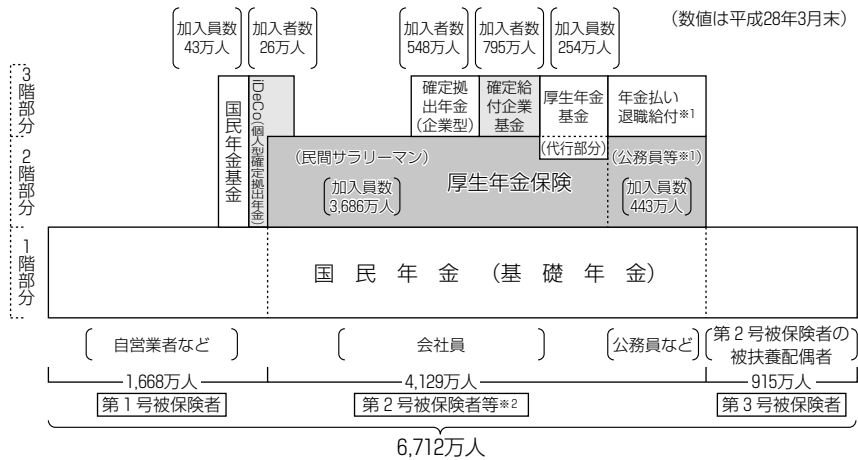 (数値は平成28年3月末)
加入員数
43万人
加入者数
26万人
加入者数
548万人
加入者数
795万人
加入員数
254万人
3階部分
2階部分
1階部分
国民年金基金
iDeCo(個人型確定拠出年金)
確定拠
出年金
(企業型)
確定給
付企業
基金
厚生年金
基金
(代行部分)
年金払い
退職給付※1
(民間サラリーマン)
厚生年金保険
加入員数
3,686万人
(公務員等※1)
加入員数
443万人
国民年金(基礎年金)
自営業者など
会社員
公務員など
第2号被保険者の
被扶養配偶者
1,668万人
4,129万人
915万人
第1号被保険者
第2号被保険者等※2
第3号被保険者
6,712万人